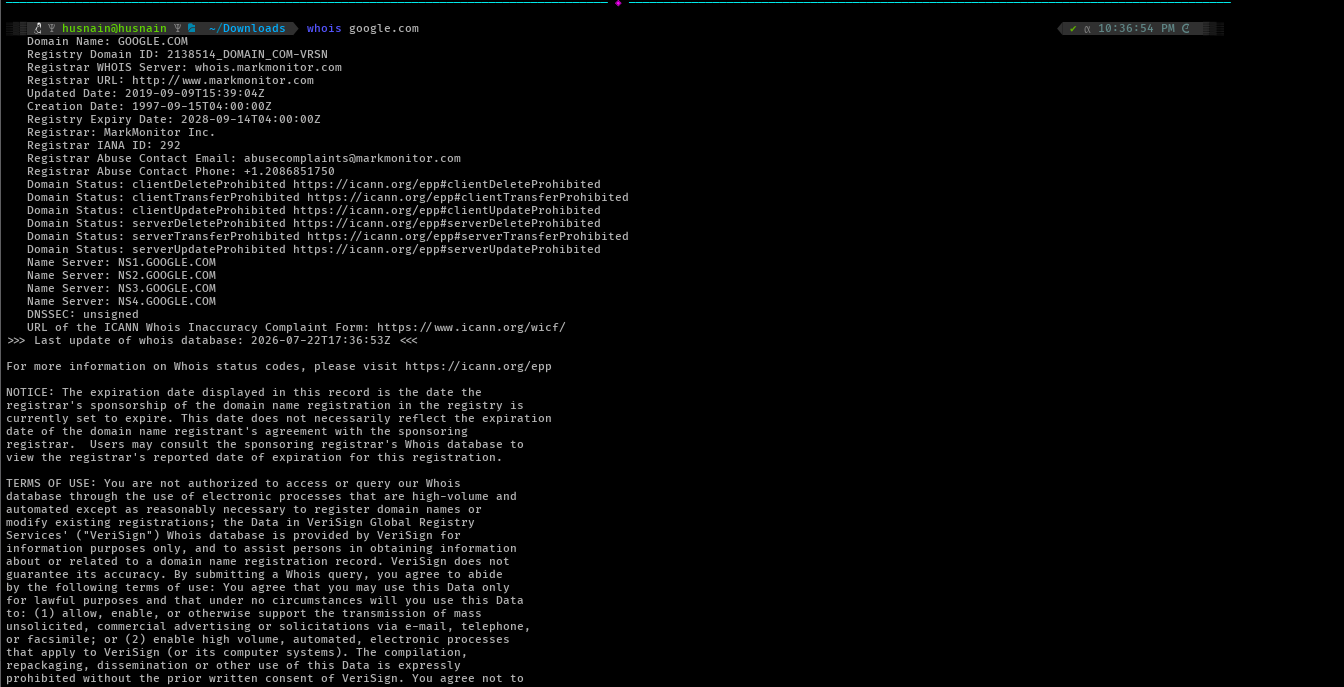 husnain@husnain ~/Downloads whois google.com ✔ 10:36:54 PM
Domain Name: GOOGLE.COM
Registry Domain ID: 2138514_DOMAIN_COM-VRSN
Registrar WHOIS Server: whois.markmonitor.com
Registrar URL: http://www.markmonitor.com
Updated Date: 2019-09-09T15:39:04Z
Creation Date: 1997-09-15T04:00:00Z
Registry Expiry Date: 2028-09-14T04:00:00Z
Registrar: MarkMonitor Inc.
Registrar IANA ID: 292
Registrar Abuse Contact Email: abusecomplaints@markmonitor.com
Registrar Abuse Contact Phone: +1.2086851750
Domain Status: clientDeleteProhibited https://icann.org/epp#clientDeleteProhibited
Domain Status: clientTransferProhibited https://icann.org/epp#clientTransferProhibited
Domain Status: clientUpdateProhibited https://icann.org/epp#clientUpdateProhibited
Domain Status: serverDeleteProhibited https://icann.org/epp#serverDeleteProhibited
Domain Status: serverTransferProhibited https://icann.org/epp#serverTransferProhibited
Domain Status: serverUpdateProhibited https://icann.org/epp#serverUpdateProhibited
Name Server: NS1.GOOGLE.COM
Name Server: NS2.GOOGLE.COM
Name Server: NS3.GOOGLE.COM
Name Server: NS4.GOOGLE.COM
DNSSEC: unsigned
URL of the ICANN Whois Inaccuracy Complaint Form: https://www.icann.org/wicf/
>>> Last update of whois database: 2026-07-22T17:36:53Z <<<
For more information on Whois status codes, please visit https://icann.org/epp
NOTICE: The expiration date displayed in this record is the date the
registrar's sponsorship of the domain name registration in the registry is
currently set to expire. This date does not necessarily reflect the expiration
date of the domain name registrant's agreement with the sponsoring
registrar.  Users may consult the sponsoring registrar's Whois database to
view the registrar's reported date of expiration for this registration.
TERMS OF USE: You are not authorized to access or query our Whois
database through the use of electronic processes that are high-volume and
automated except as reasonably necessary to register domain names or
modify existing registrations; the Data in VeriSign Global Registry
Services' ("VeriSign") Whois database is provided by VeriSign for
information purposes only, and to assist persons in obtaining information
about or related to a domain name registration record. VeriSign does not
guarantee its accuracy. By submitting a Whois query, you agree to abide
by the following terms of use: You agree that you may use this Data only
for lawful purposes and that under no circumstances will you use this Data
to: (1) allow, enable, or otherwise support the transmission of mass
unsolicited, commercial advertising or solicitations via e-mail, telephone,
or facsimile; or (2) enable high volume, automated, electronic processes
that apply to VeriSign (or its computer systems). The compilation,
repackaging, dissemination or other use of this Data is expressly
prohibited without the prior written consent of VeriSign. You agree not to